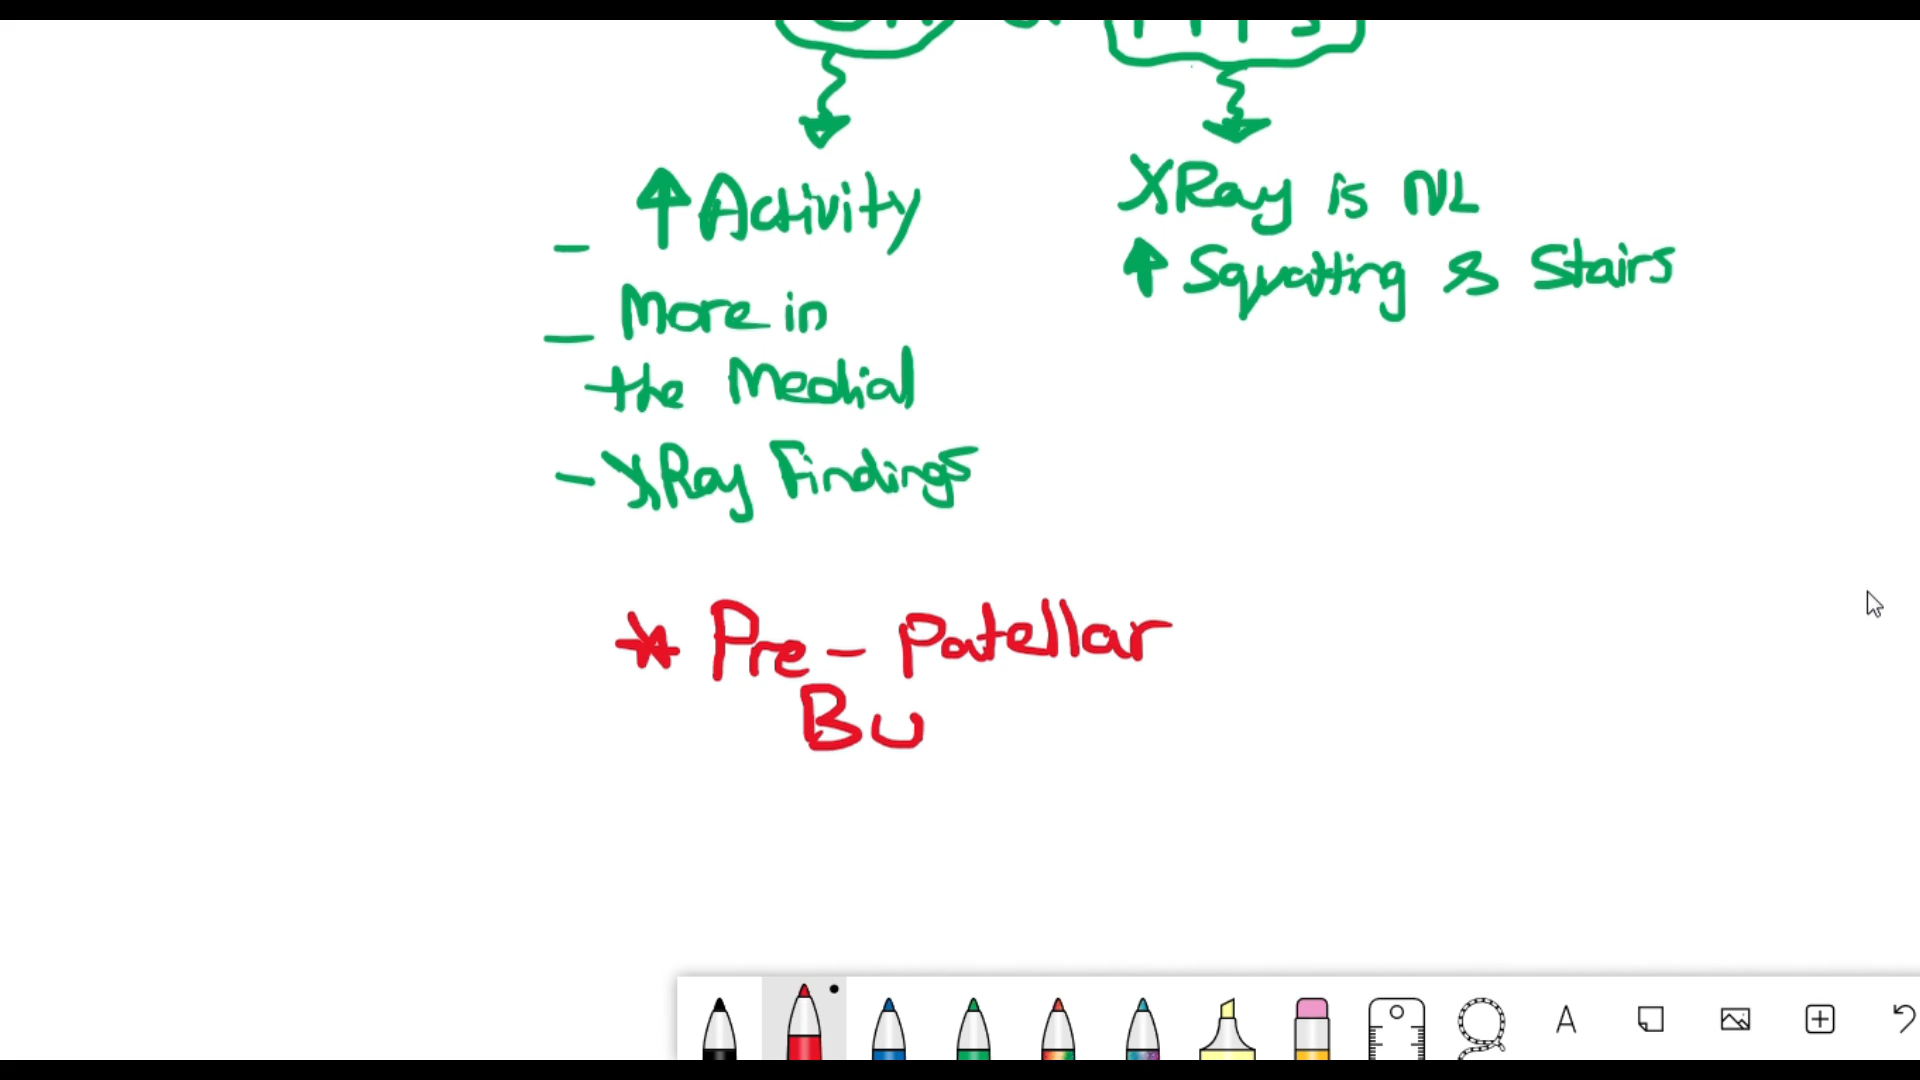 ↑ Activity
XRay is NL
↑ Squatting & Stairs
- More in
the Medial
- XRay Findings
* Pre - Patellar
Bu
A